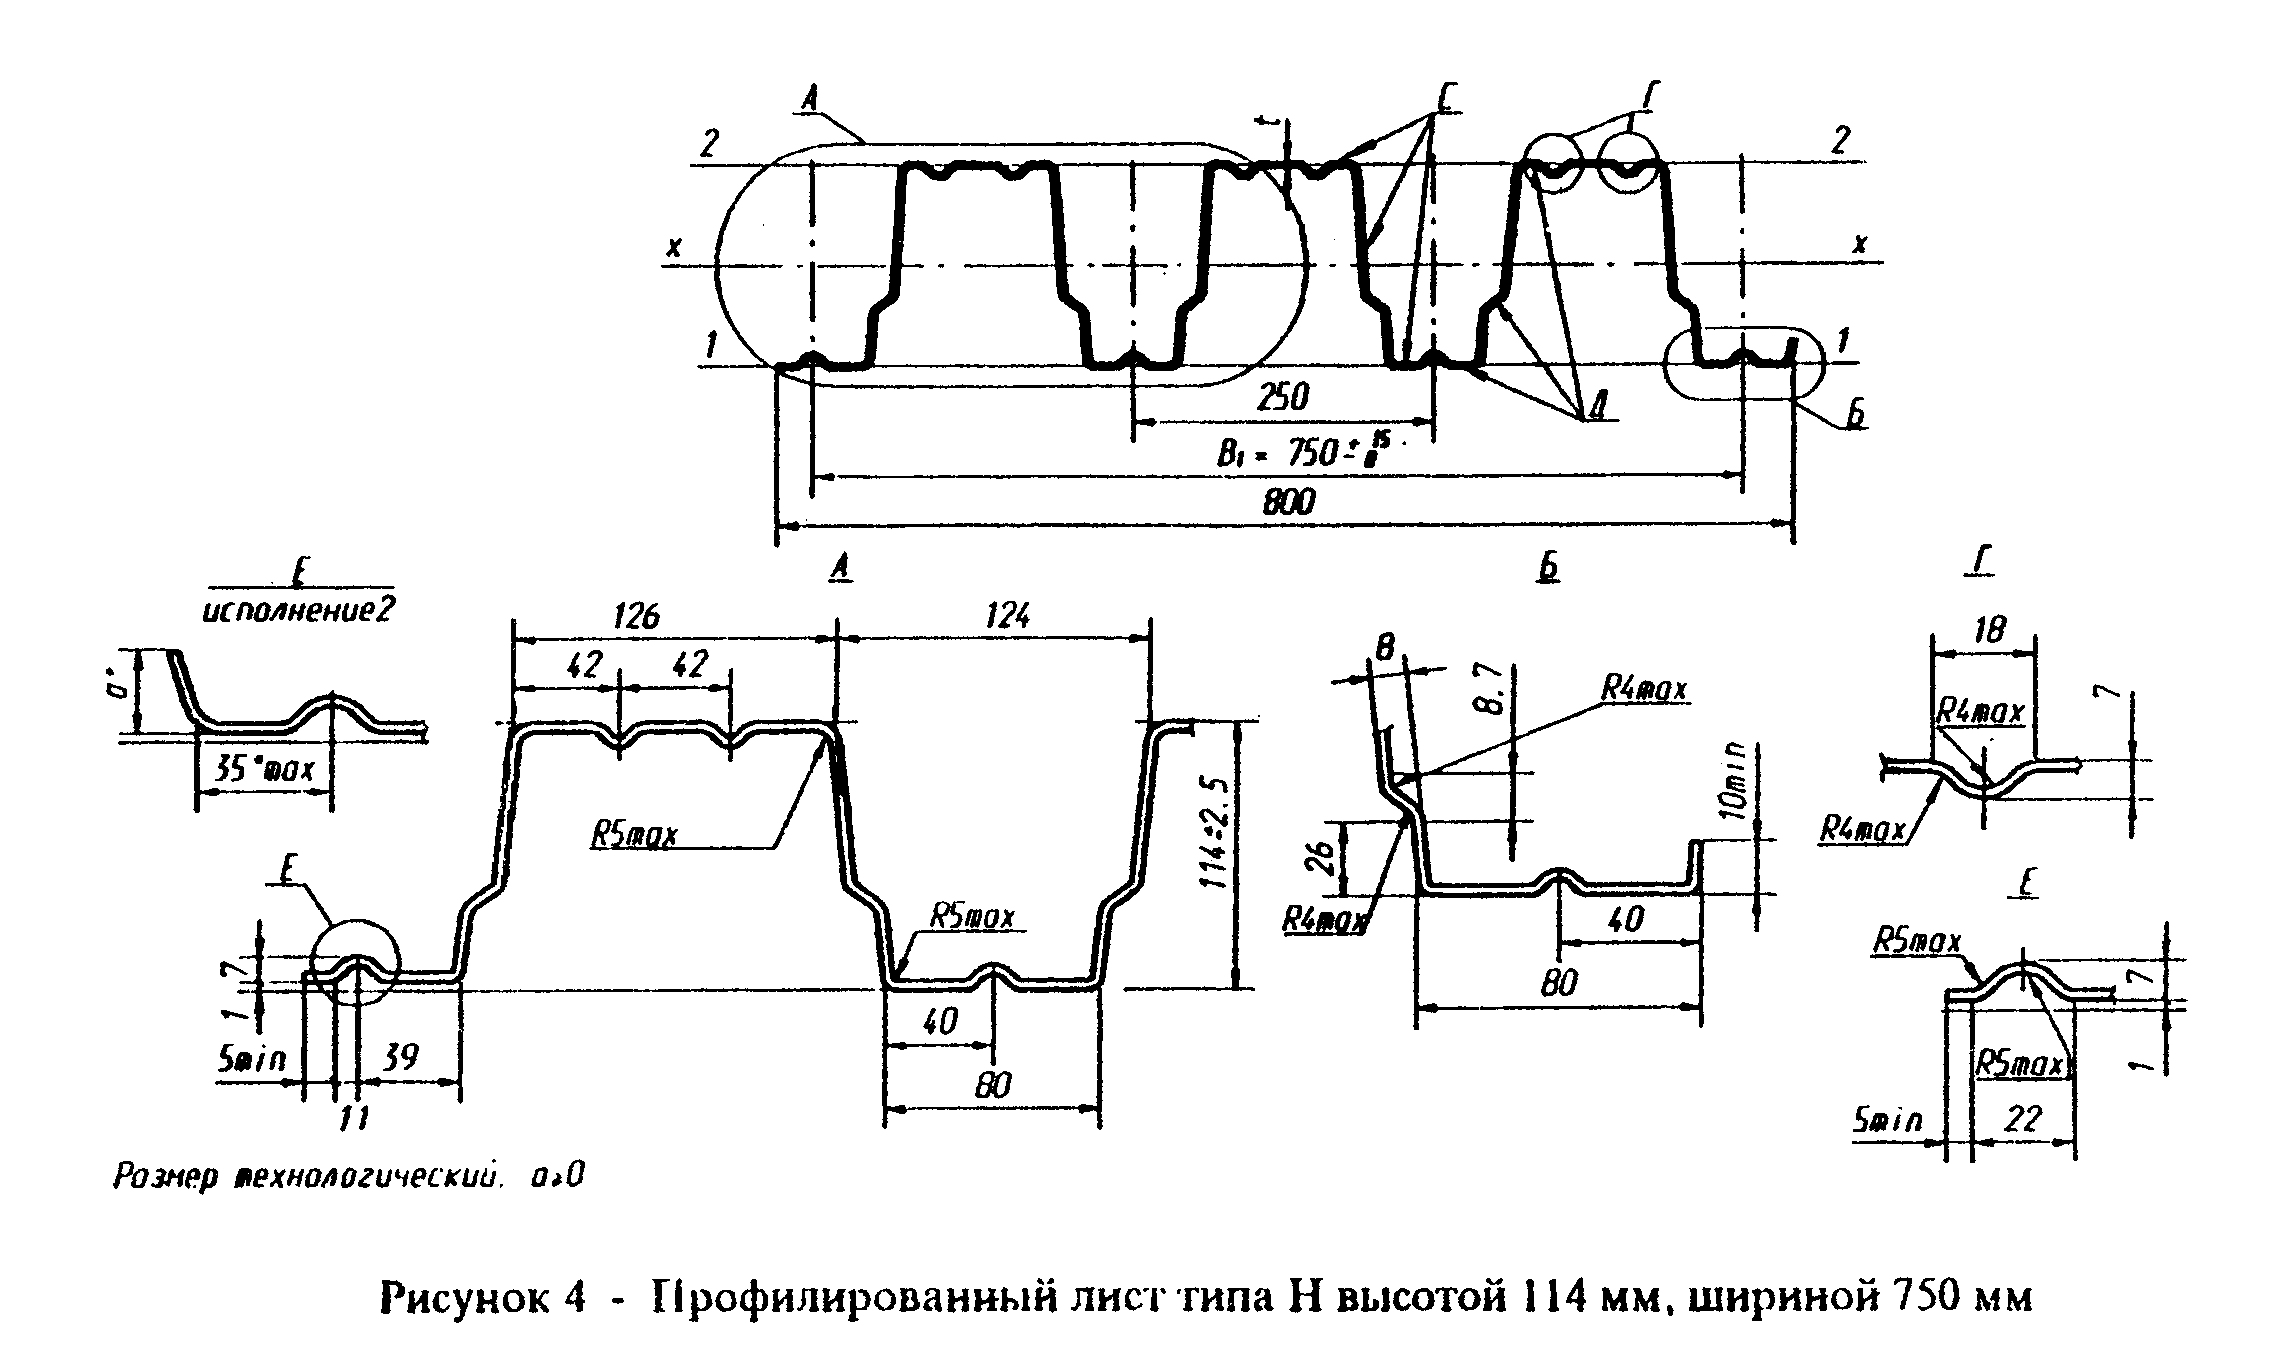 А
С
Г
t
2
2
х
х
1
1
250
Д
Б
В₁ = 750 ±
800
Е
исполнение2
А
Б
Г
126
124
42
42
18
8
8.7
R4max
7
a*
35*max
R4max
10min
R5max
114±2.5
26
R4max
R4max
Е
Е
R5max
40
R5max
7
1
40
80
7
1
5min
39
11
80
R5max
5min
22
Размер технологический. a≥0
Рисунок 4 - Профилированный лист типа Н высотой 114 мм, шириной 750 мм